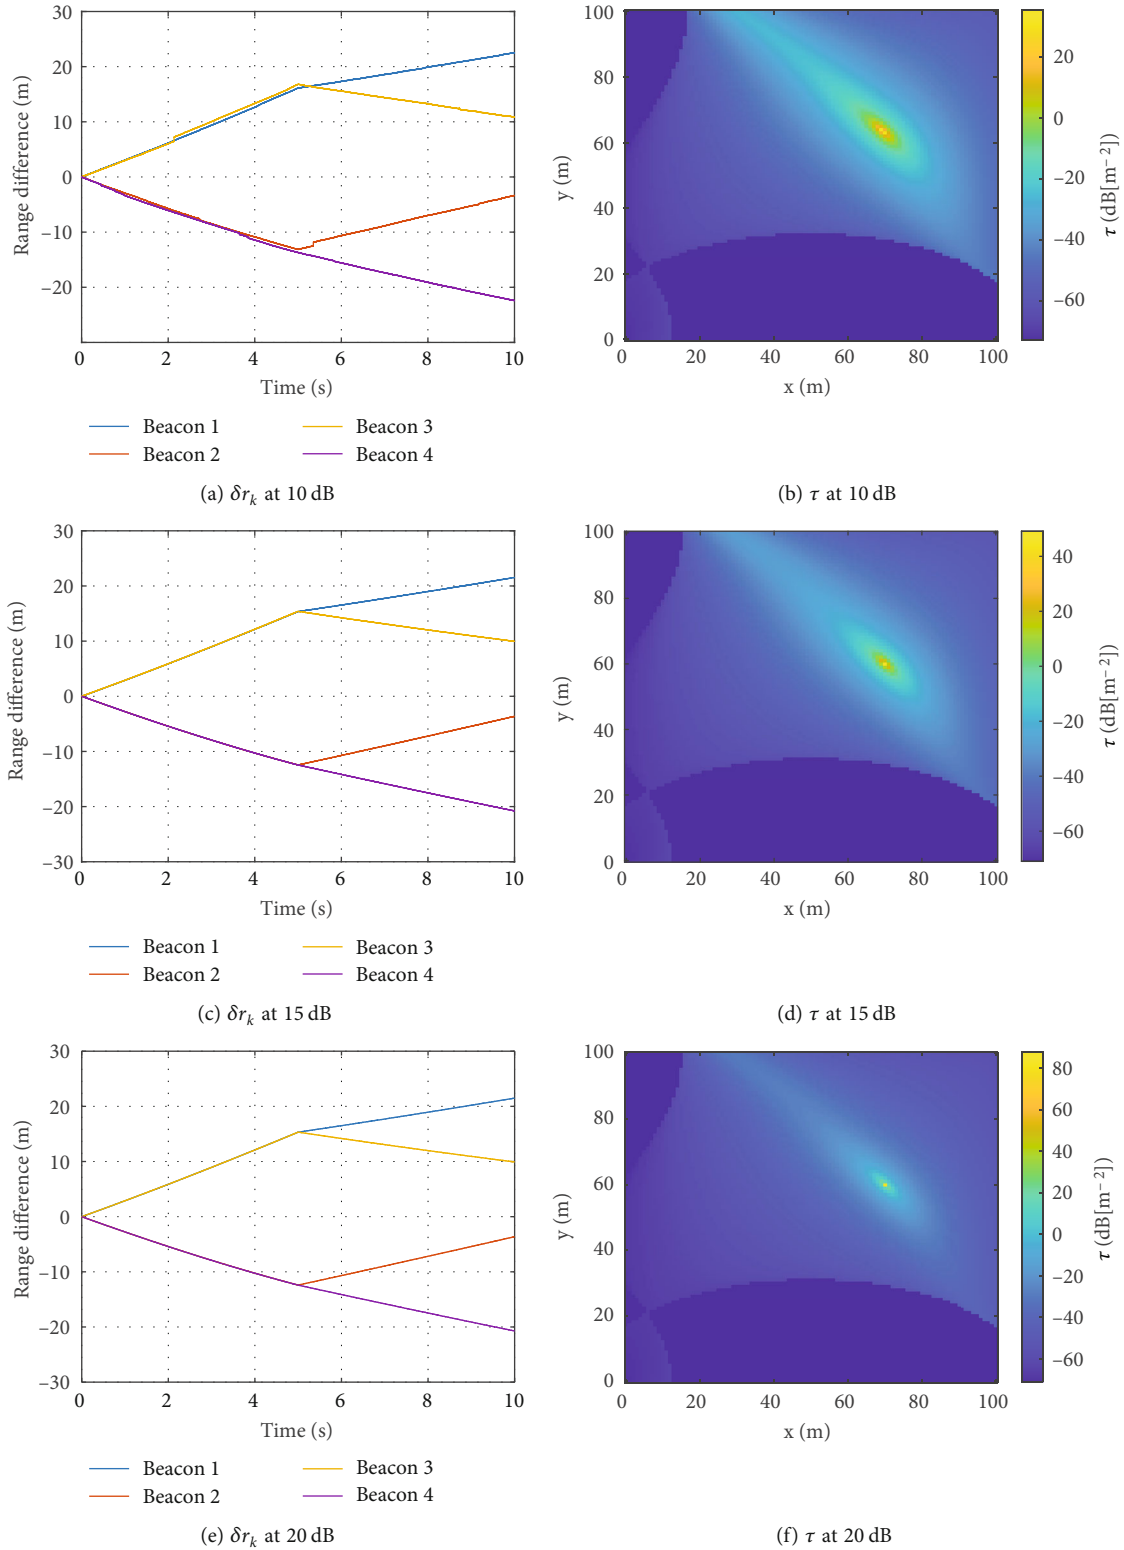 30
20
10
0
−10
−20
Range difference (m)
0 2 4 6 8 10
Time (s)
Beacon 1 Beacon 3
Beacon 2 Beacon 4
(a) δr_k at 10 dB
100
80
60
40
20
0
y (m)
0 20 40 60 80 100
x (m)
20
0
−20
−40
−60
τ (dB[m⁻²])
(b) τ at 10 dB
30
20
10
0
−10
−20
−30
Range difference (m)
0 2 4 6 8 10
Time (s)
Beacon 1 Beacon 3
Beacon 2 Beacon 4
(c) δr_k at 15 dB
100
80
60
40
20
0
y (m)
0 20 40 60 80 100
x (m)
40
20
0
−20
−40
−60
τ (dB[m⁻²])
(d) τ at 15 dB
30
20
10
0
−10
−20
−30
Range difference (m)
0 2 4 6 8 10
Time (s)
Beacon 1 Beacon 3
Beacon 2 Beacon 4
(e) δr_k at 20 dB
100
80
60
40
20
0
y (m)
0 20 40 60 80 100
x (m)
80
60
40
20
0
−20
−40
−60
τ (dB[m⁻²])
(f) τ at 20 dB